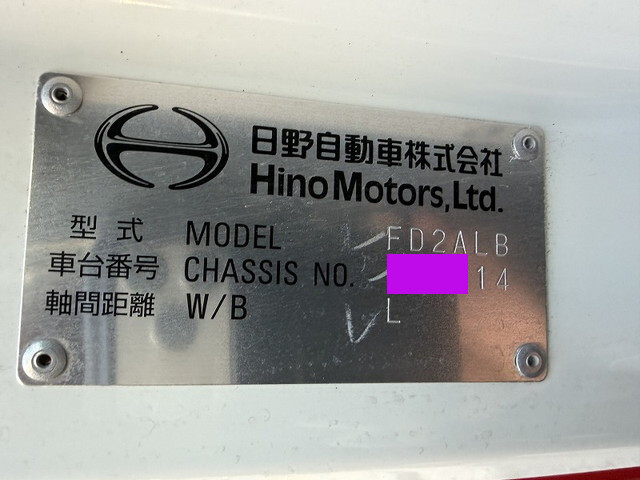 日野自動車株式会社
Hino Motors, Ltd.
型式 MODEL FD2ALB
車台番号 CHASSIS NO. 14
軸間距離 W/B L